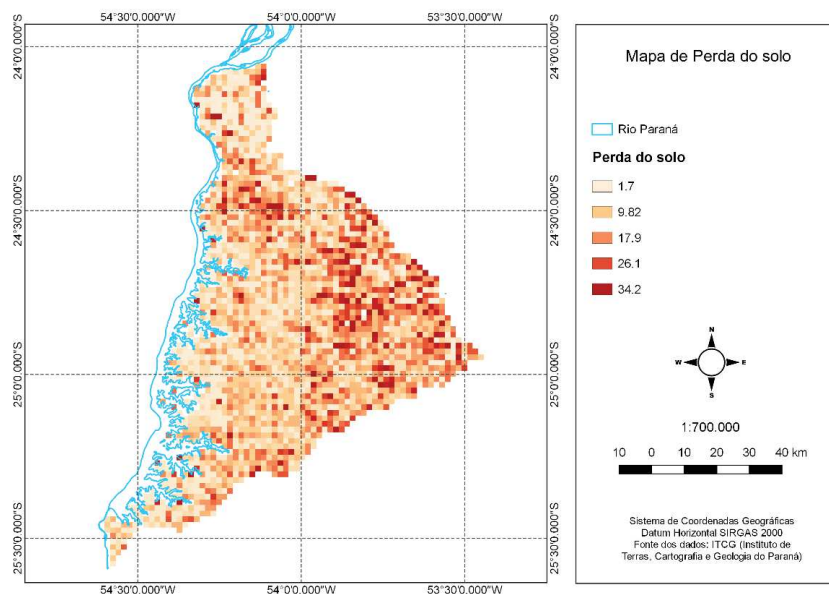 54°30'0.000"W 54°0'0.000"W 53°30'0.000"W
24°0'0.000"S 24°0'0.000"S
24°30'0.000"S 24°30'0.000"S
25°0'0.000"S 25°0'0.000"S
25°30'0.000"S 25°30'0.000"S
54°30'0.000"W 54°0'0.000"W 53°30'0.000"W
Mapa de Perda do solo
Rio Paraná
Perda do solo
1.7
9.82
17.9
26.1
34.2
N
W E
S
1:700.000
10 0 10 20 30 40 km
Sistema de Coordenadas Geográficas
Datum Horizontal SIRGAS 2000
Fonte dos dados: ITCG (Instituto de
Terras, Cartografia e Geologia do Paraná)